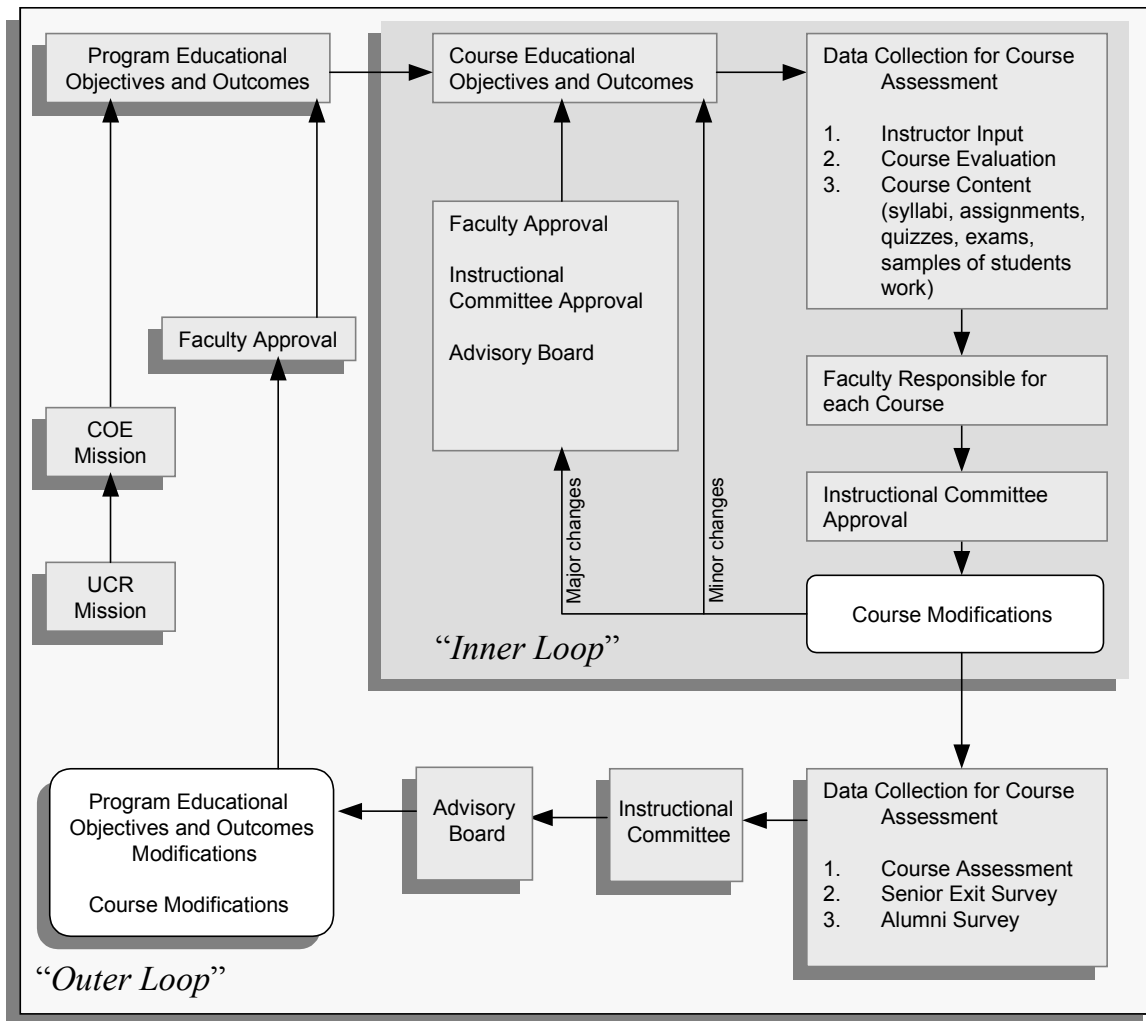 Program Educational
Objectives and Outcomes
Course Educational
Objectives and Outcomes
Data Collection for Course
Assessment
1. Instructor Input
2. Course Evaluation
3. Course Content
(syllabi, assignments,
quizzes, exams,
samples of students
work)
Faculty Approval
Instructional
Committee Approval
Advisory Board
Faculty Approval
Faculty Responsible for
each Course
COE
Mission
Instructional Committee
Approval
UCR
Mission
Major changes
Minor changes
Course Modifications
“Inner Loop”
Program Educational
Objectives and Outcomes
Modifications
Course Modifications
Advisory
Board
Instructional
Committee
Data Collection for Course
Assessment
1. Course Assessment
2. Senior Exit Survey
3. Alumni Survey
“Outer Loop”